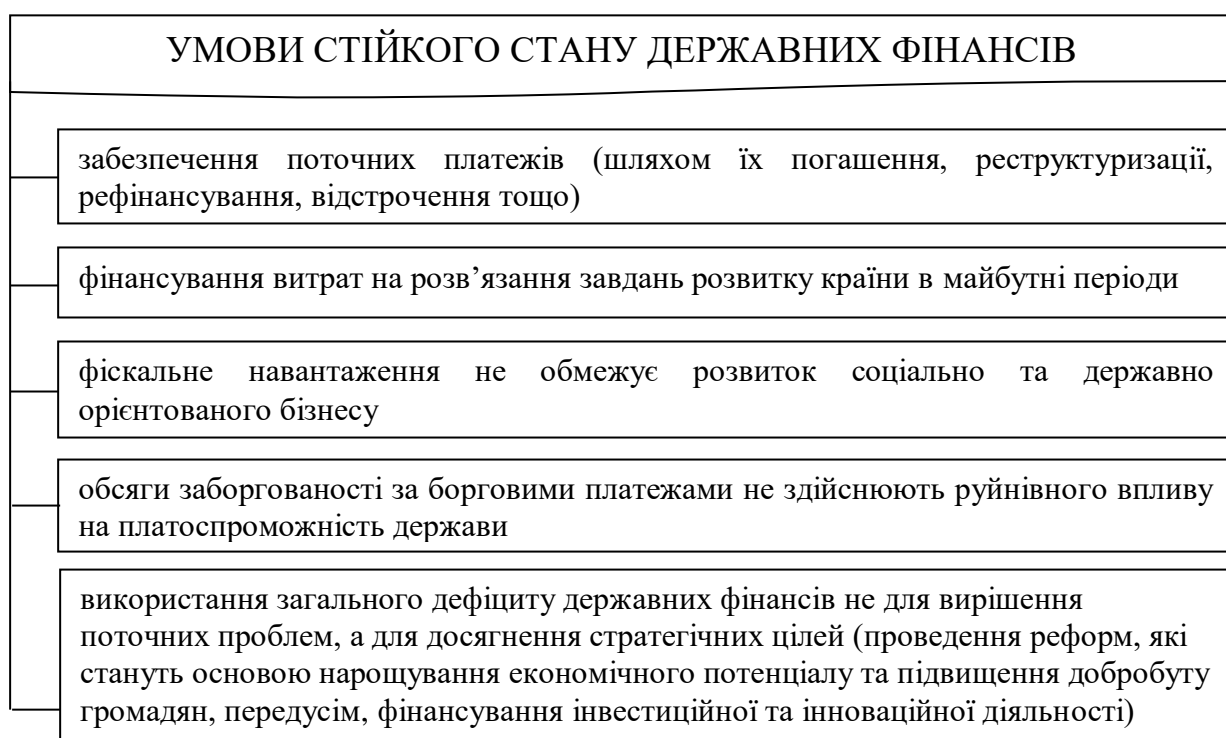 УМОВИ СТІЙКОГО СТАНУ ДЕРЖАВНИХ ФІНАНСІВ
забезпечення поточних платежів (шляхом їх погашення, реструктуризації,
рефінансування, відстрочення тощо)
фінансування витрат на розв’язання завдань розвитку країни в майбутні періоди
фіскальне навантаження не обмежує розвиток соціально та державно
орієнтованого бізнесу
обсяги заборгованості за борговими платежами не здійснюють руйнівного впливу
на платоспроможність держави
використання загального дефіциту державних фінансів не для вирішення
поточних проблем, а для досягнення стратегічних цілей (проведення реформ, які
стануть основою нарощування економічного потенціалу та підвищення добробуту
громадян, передусім, фінансування інвестиційної та інноваційної діяльності)